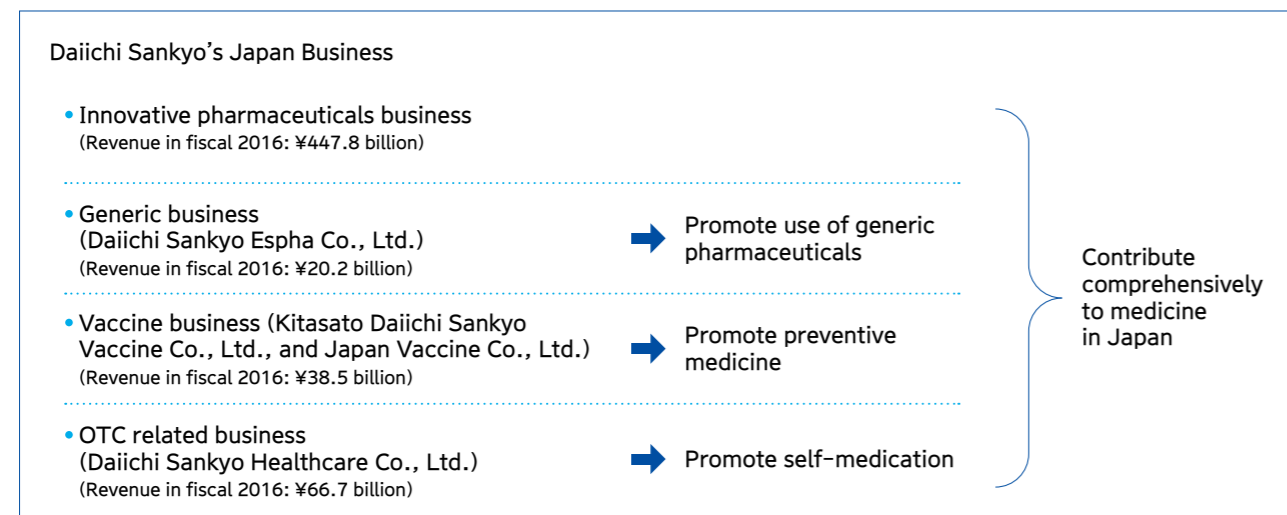 Daiichi Sankyo's Japan Business
• Innovative pharmaceuticals business
(Revenue in fiscal 2016: ¥447.8 billion)
• Generic business
(Daiichi Sankyo Espha Co., Ltd.)
(Revenue in fiscal 2016: ¥20.2 billion)
Promote use of generic
pharmaceuticals
• Vaccine business (Kitasato Daiichi Sankyo
Vaccine Co., Ltd., and Japan Vaccine Co., Ltd.)
(Revenue in fiscal 2016: ¥38.5 billion)
Promote preventive
medicine
• OTC related business
(Daiichi Sankyo Healthcare Co., Ltd.)
(Revenue in fiscal 2016: ¥66.7 billion)
Promote self-medication
Contribute
comprehensively
to medicine
in Japan